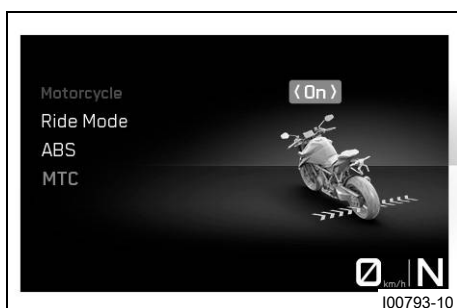 Motorcycle
⟨On⟩
Ride Mode
ABS
MTC
0 km/h N
I00793-10